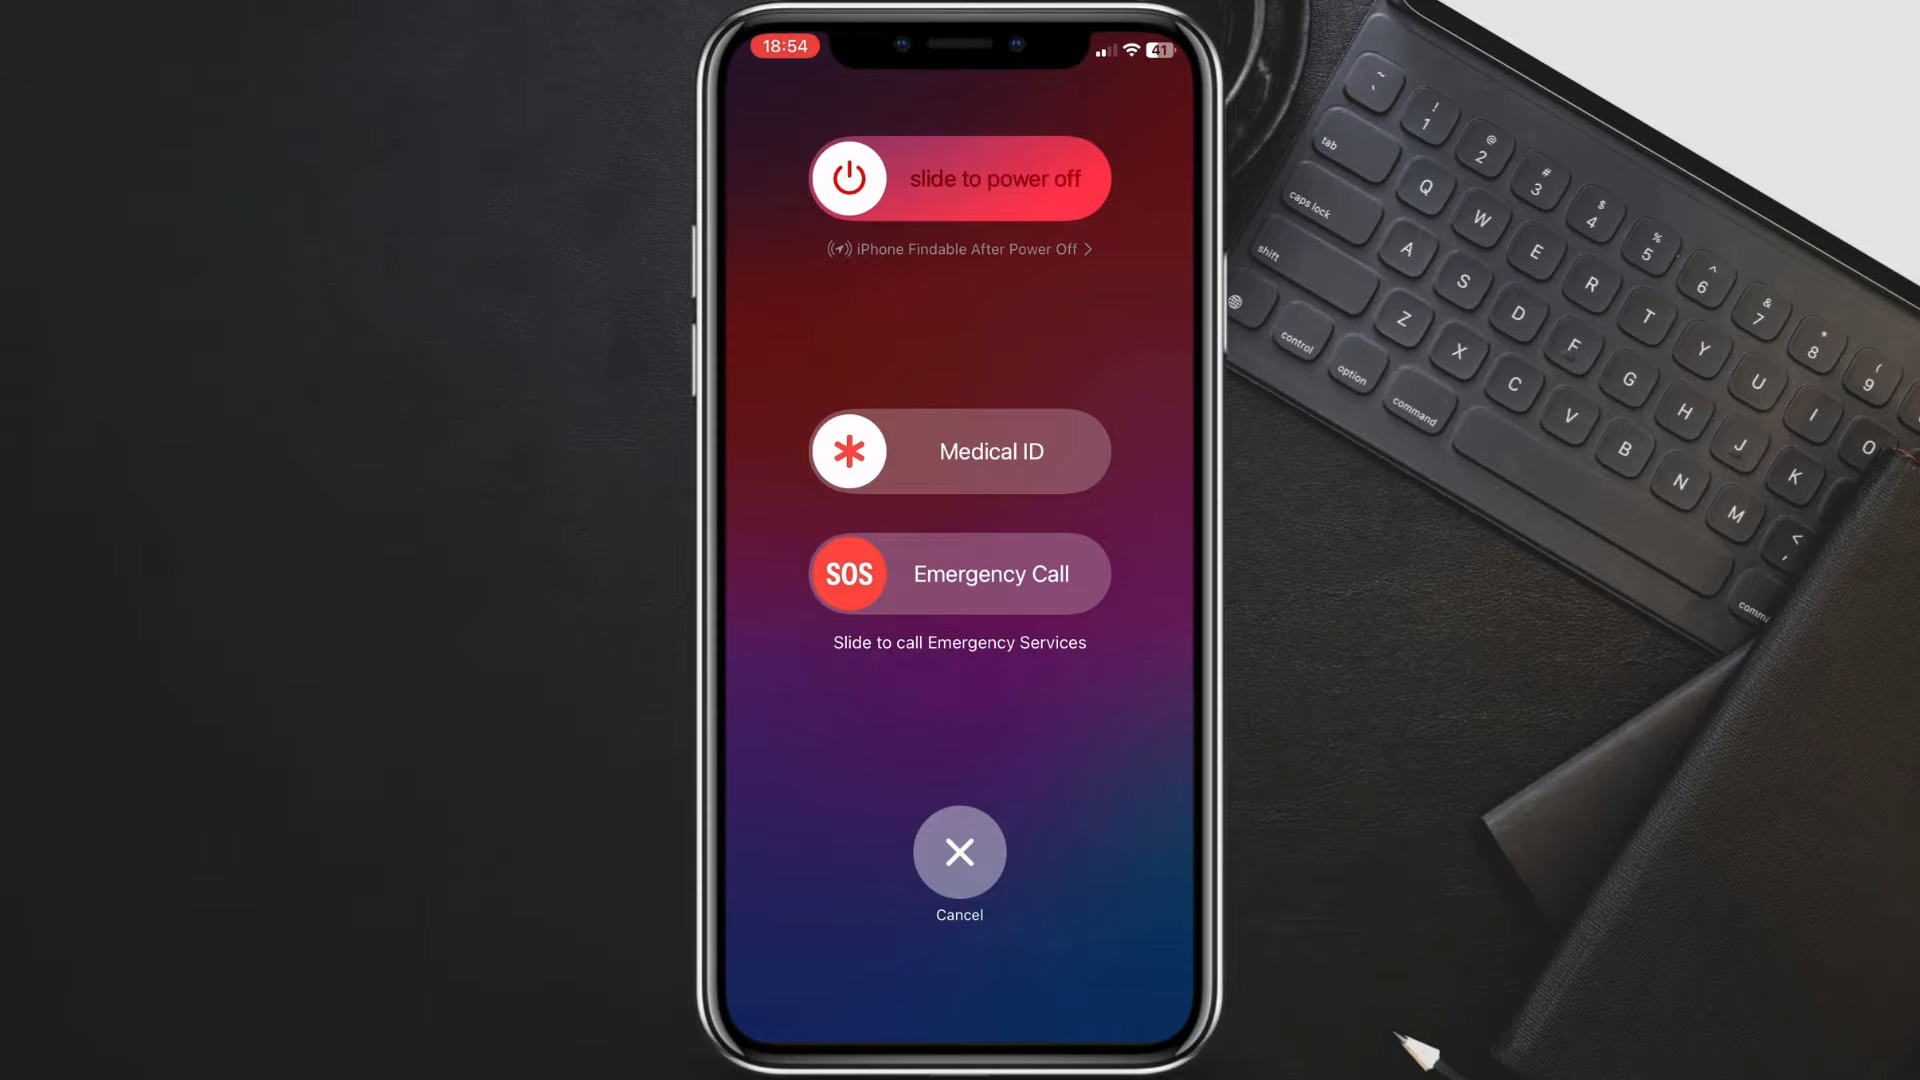 18:54
41
slide to power off
iPhone Findable After Power Off
Medical ID
SOS
Emergency Call
Slide to call Emergency Services
Cancel
~
`
! @ # $ % ^ & * (
1 2 3 4 5 6 7 8 9
tab Q W E R T Y U I O
caps lock A S D F G H J K
shift Z X C V B N M < ,
control option command